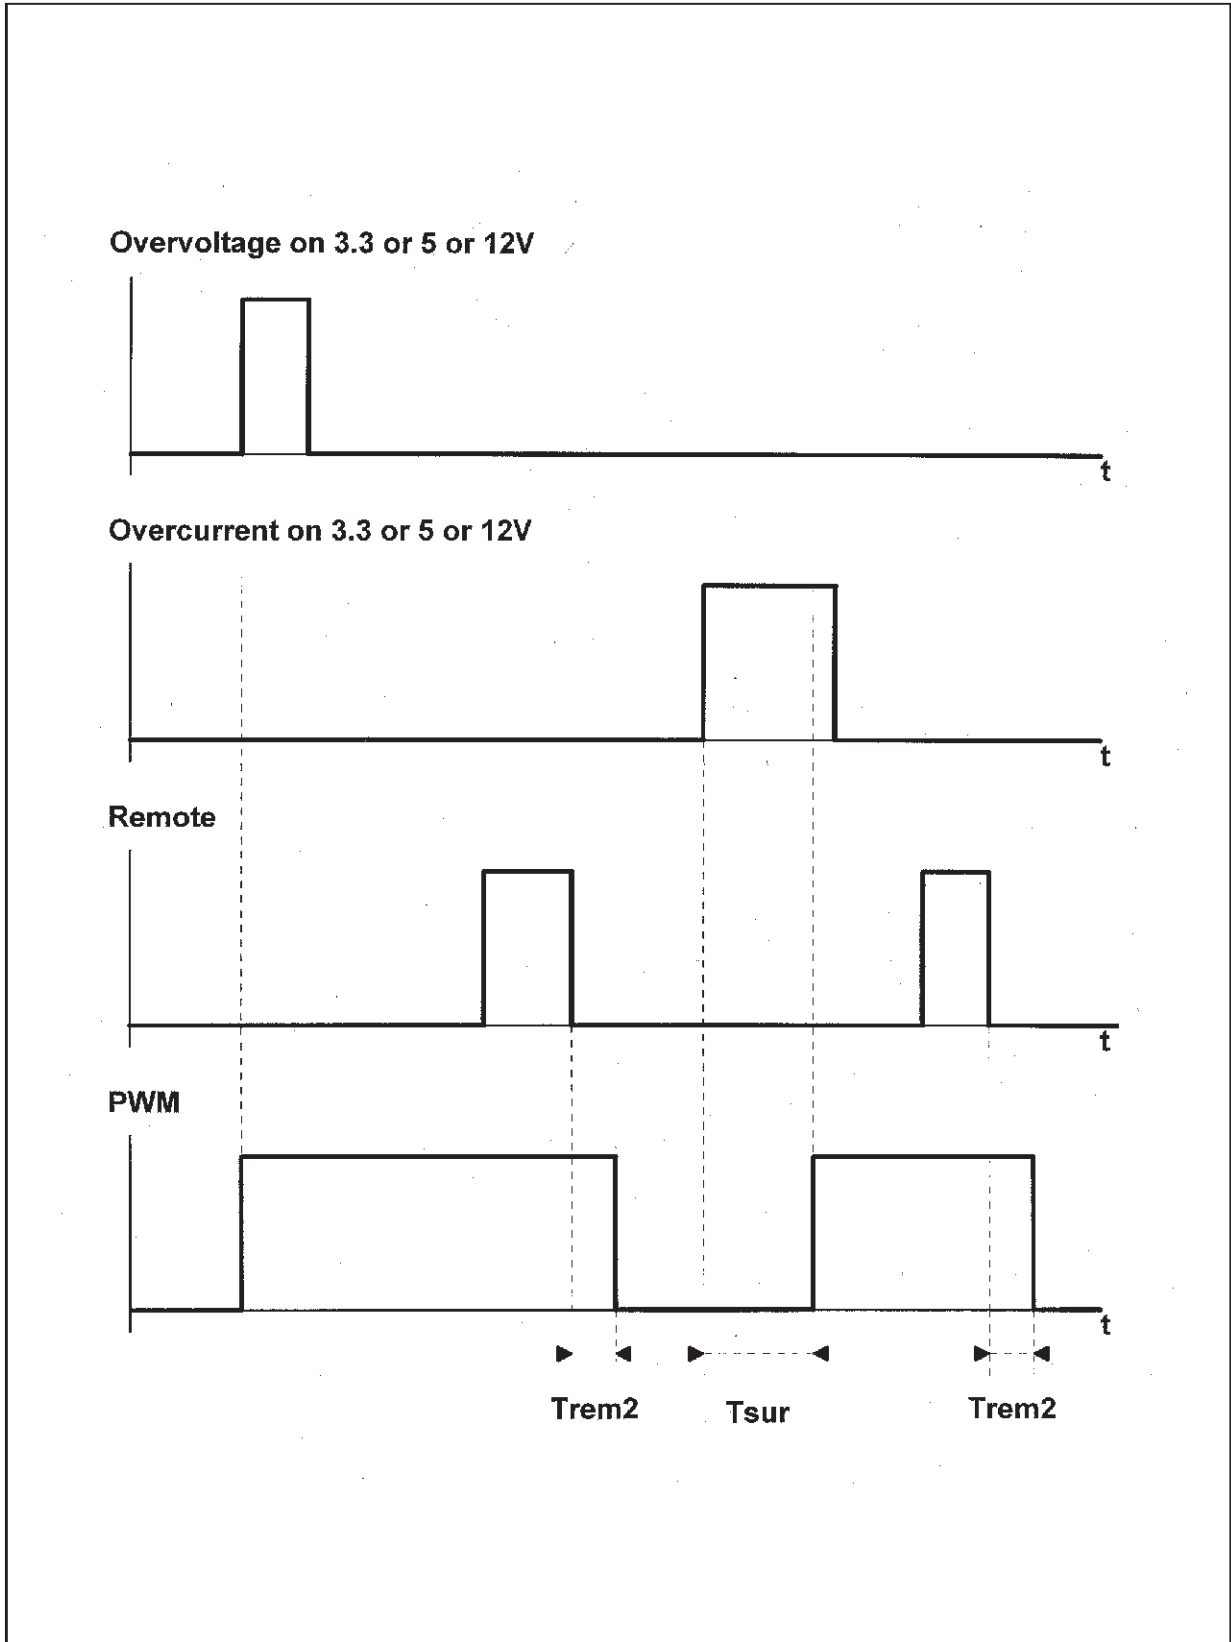 Overvoltage on 3.3 or 5 or 12V
t
Overcurrent on 3.3 or 5 or 12V
t
Remote
t
PWM
t
Trem2 Tsur Trem2